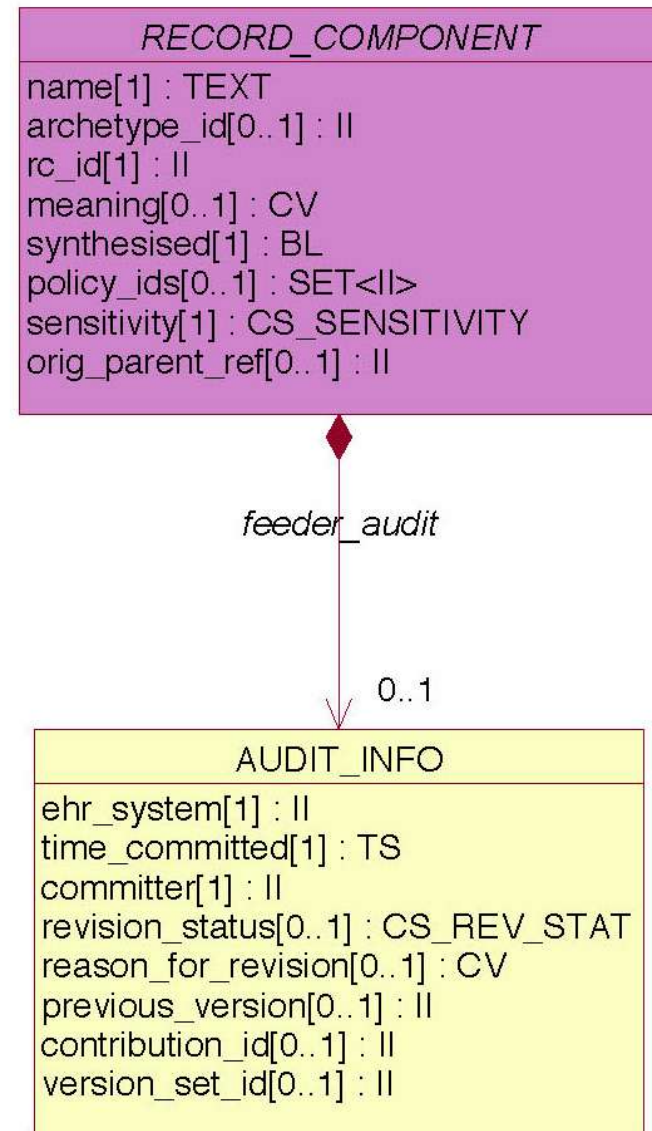 RECORD_COMPONENT
name[1] : TEXT
archetype_id[0..1] : II
rc_id[1] : II
meaning[0..1] : CV
synthesised[1] : BL
policy_ids[0..1] : SET<II>
sensitivity[1] : CS_SENSITIVITY
orig_parent_ref[0..1] : II
feeder_audit
0..1
AUDIT_INFO
ehr_system[1] : II
time_committed[1] : TS
committer[1] : II
revision_status[0..1] : CS_REV_STAT
reason_for_revision[0..1] : CV
previous_version[0..1] : II
contribution_id[0..1] : II
version_set_id[0..1] : II